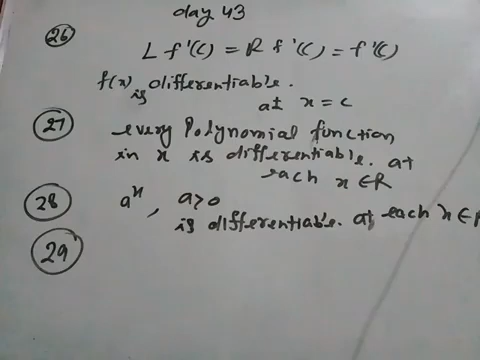 day 43
26 L f'(c) = R f'(c) = f'(c)
f(x) is differentiable.
at x = c
27 every Polynomial function
in x is differentiable. at
each x ∈ R
28 a^x, a>0
is differentiable. at each x ∈ R
29